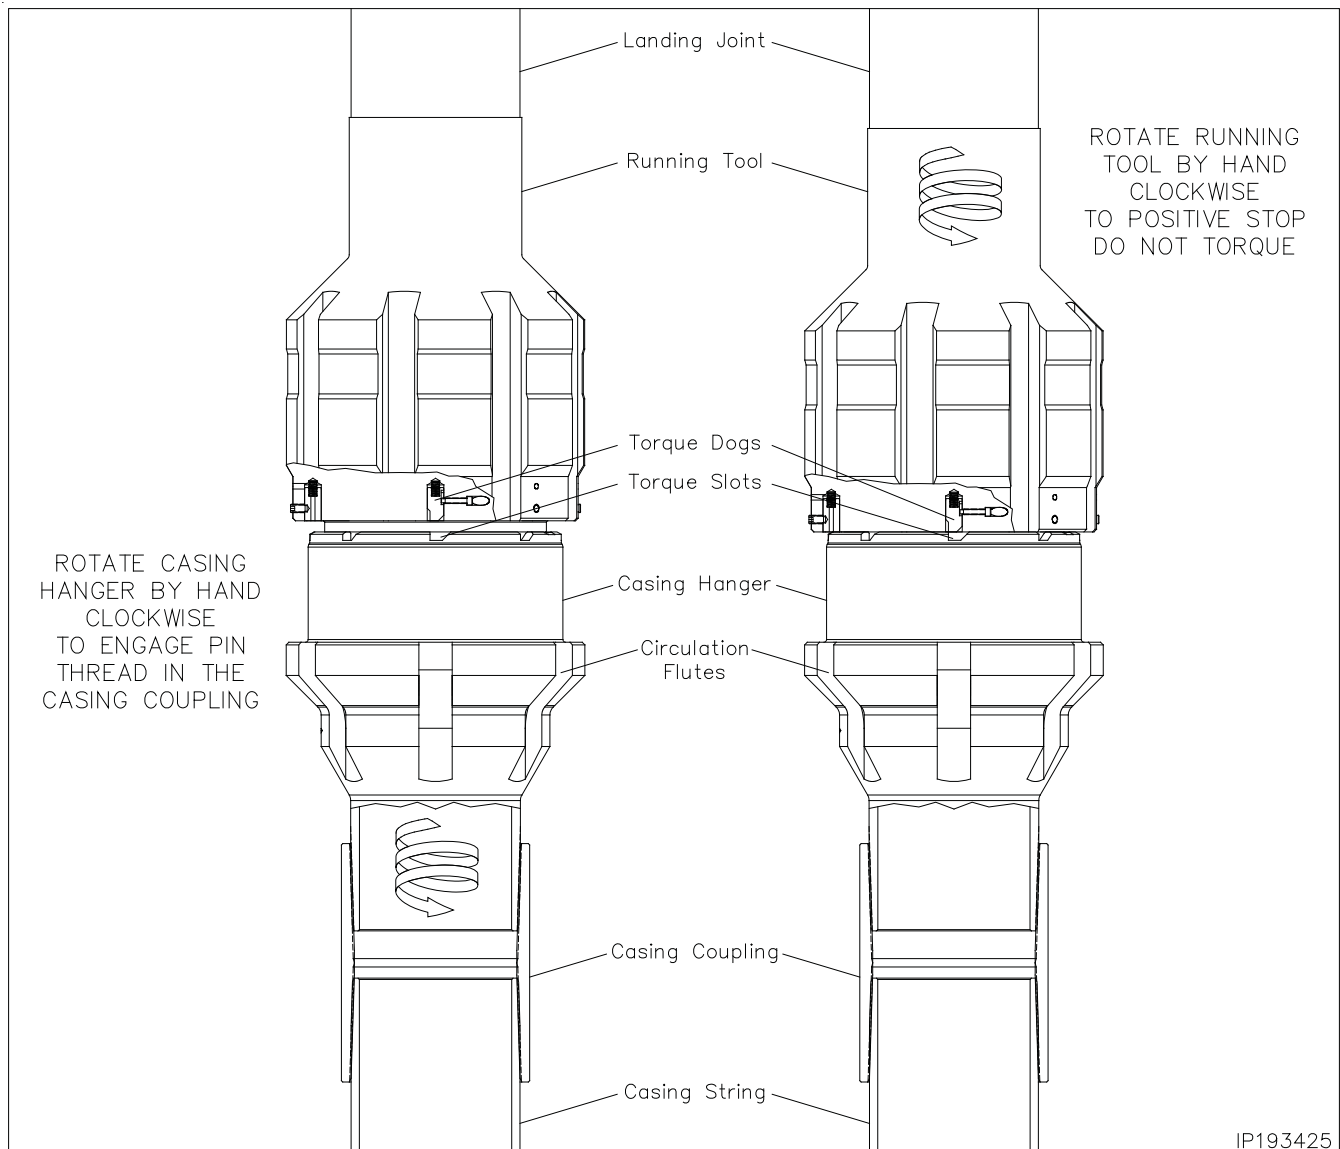 Landing Joint
ROTATE RUNNING
TOOL BY HAND
CLOCKWISE
TO POSITIVE STOP
DO NOT TORQUE
Running Tool
Torque Dogs
Torque Slots
ROTATE CASING
HANGER BY HAND
CLOCKWISE
TO ENGAGE PIN
THREAD IN THE
CASING COUPLING
Casing Hanger
Circulation
Flutes
Casing Coupling
Casing String
IP193425